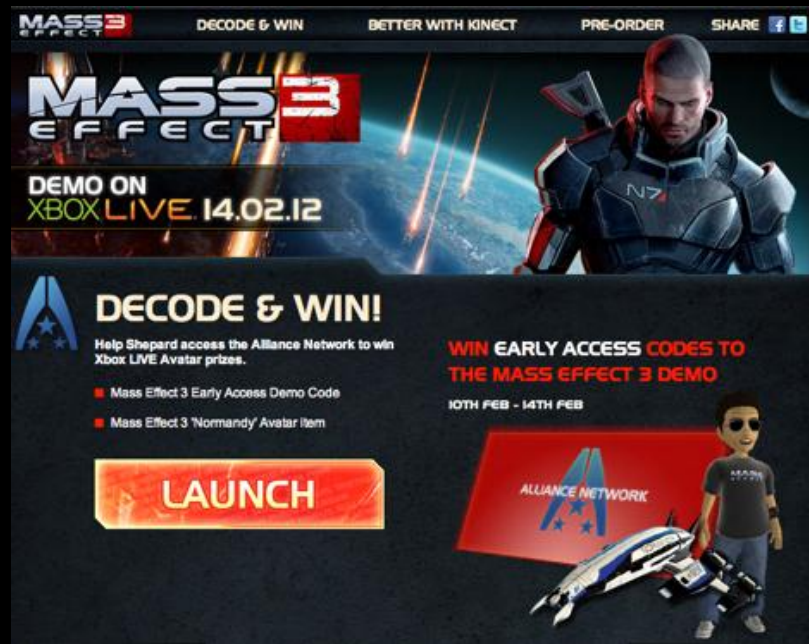 MASS EFFECT 3
DECODE & WIN
BETTER WITH KINECT
PRE-ORDER
SHARE
MASS 3
EFFECT
DEMO ON
XBOX LIVE 14.02.12
N7
DECODE & WIN!
Help Shepard access the Alliance Network to win
Xbox LIVE Avatar prizes.
Mass Effect 3 Early Access Demo Code
Mass Effect 3 'Normandy' Avatar item
LAUNCH
WIN EARLY ACCESS CODES TO
THE MASS EFFECT 3 DEMO
10TH FEB - 14TH FEB
ALLIANCE NETWORK
MASS
EFFECT